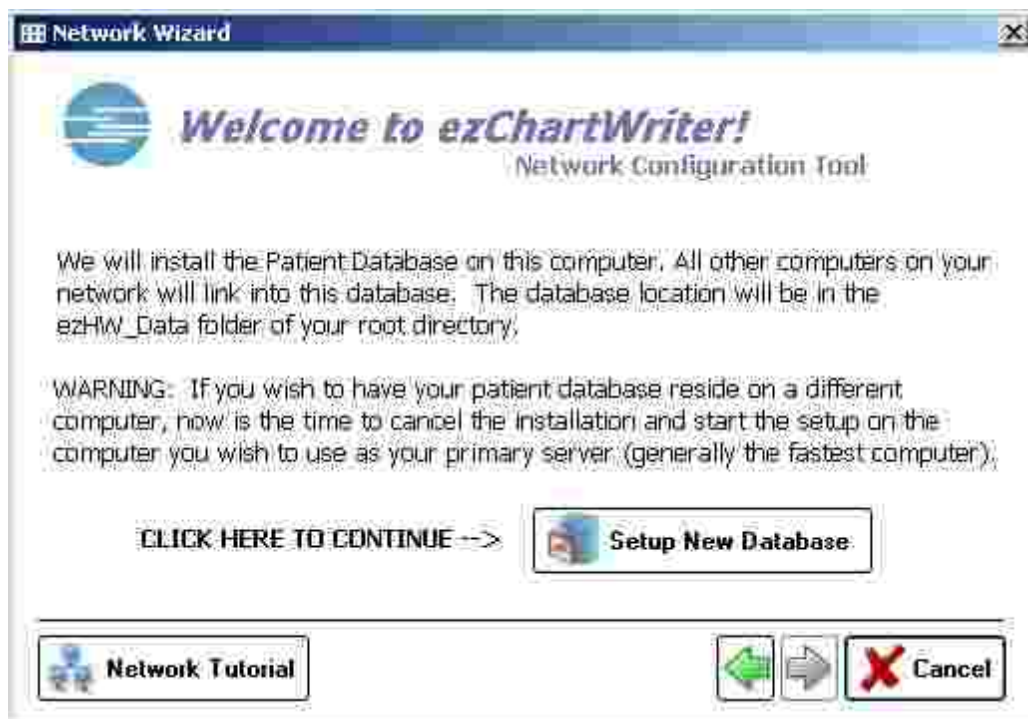 Network Wizard
Welcome to ezChartWriter!
Network Configuration Tool
We will install the Patient Database on this computer. All other computers on your
network will link into this database. The database location will be in the
ezHW_Data folder of your root directory.
WARNING: If you wish to have your patient database reside on a different
computer, now is the time to cancel the installation and start the setup on the
computer you wish to use as your primary server (generally the fastest computer).
CLICK HERE TO CONTINUE -->
Setup New Database
Network Tutorial
Cancel